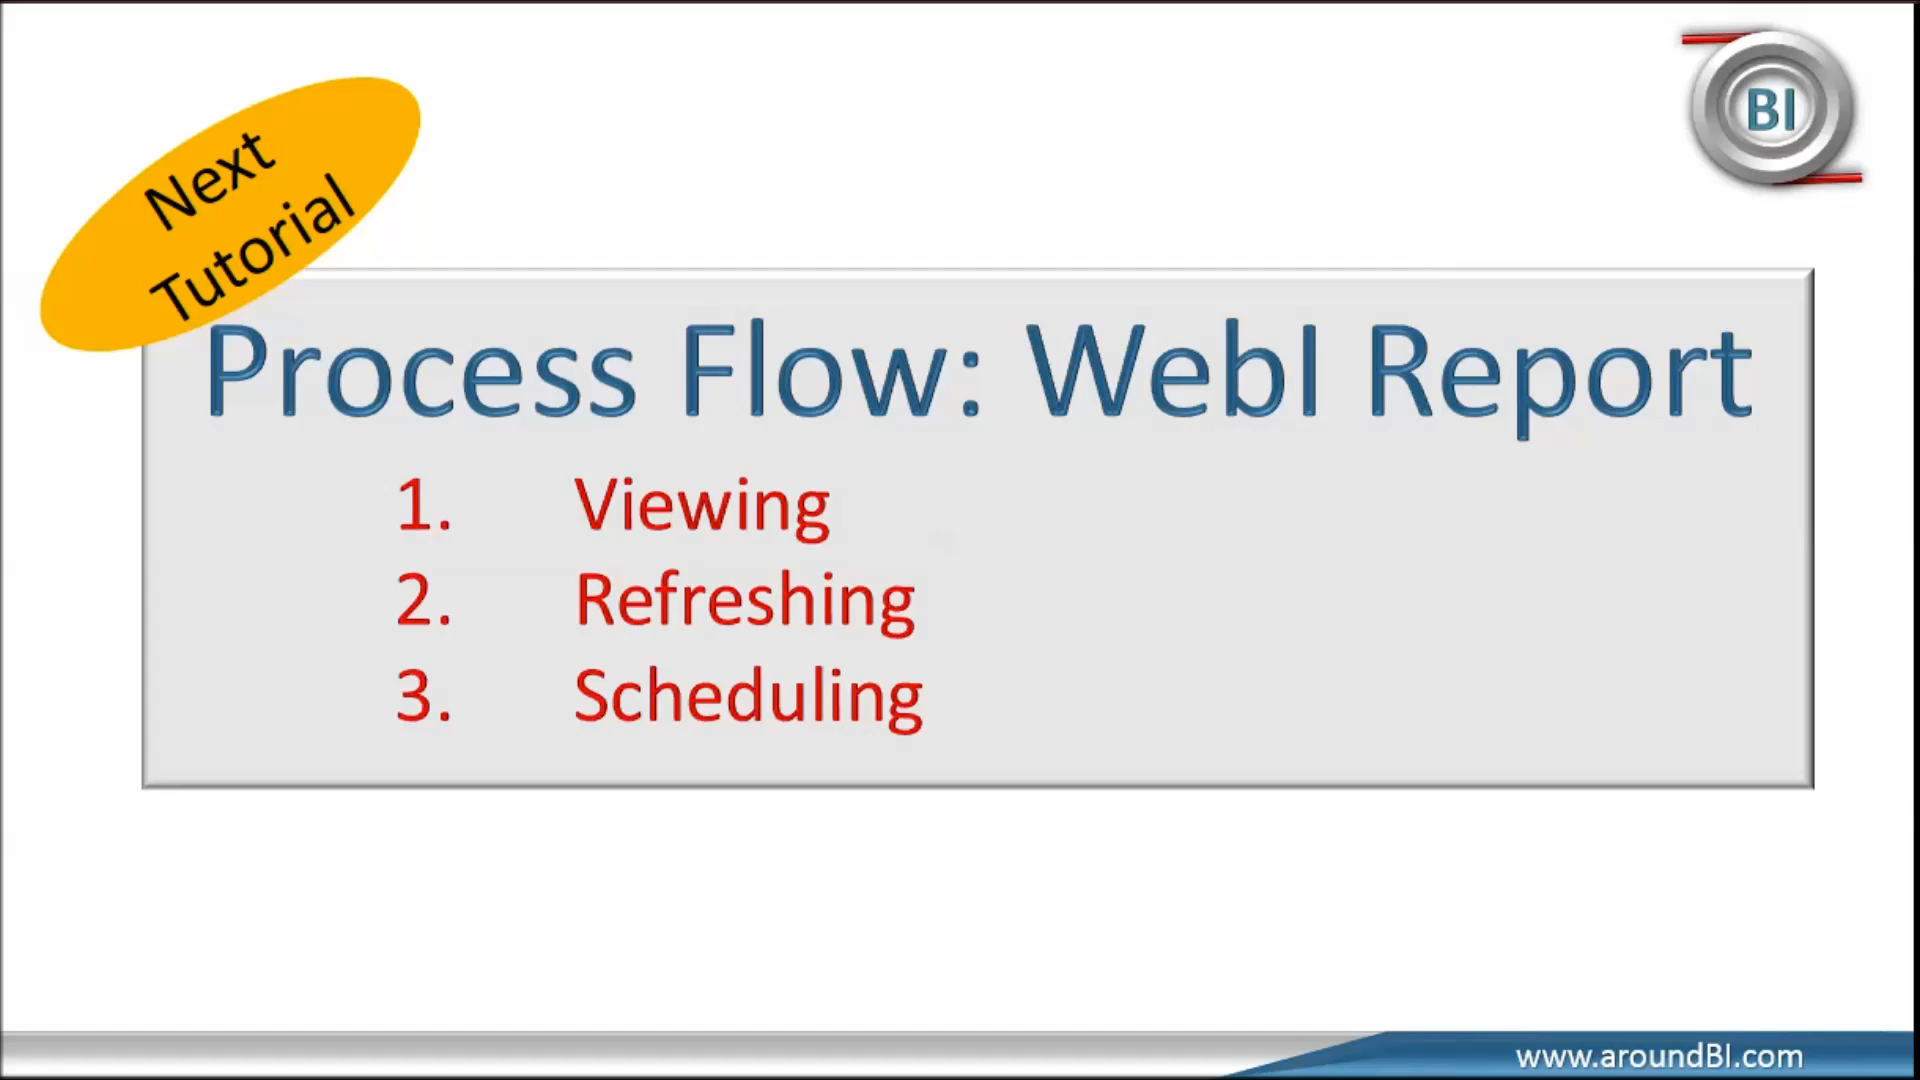 BI
Next
Tutorial
Process Flow: WebI Report
1. Viewing
2. Refreshing
3. Scheduling
www.aroundBI.com